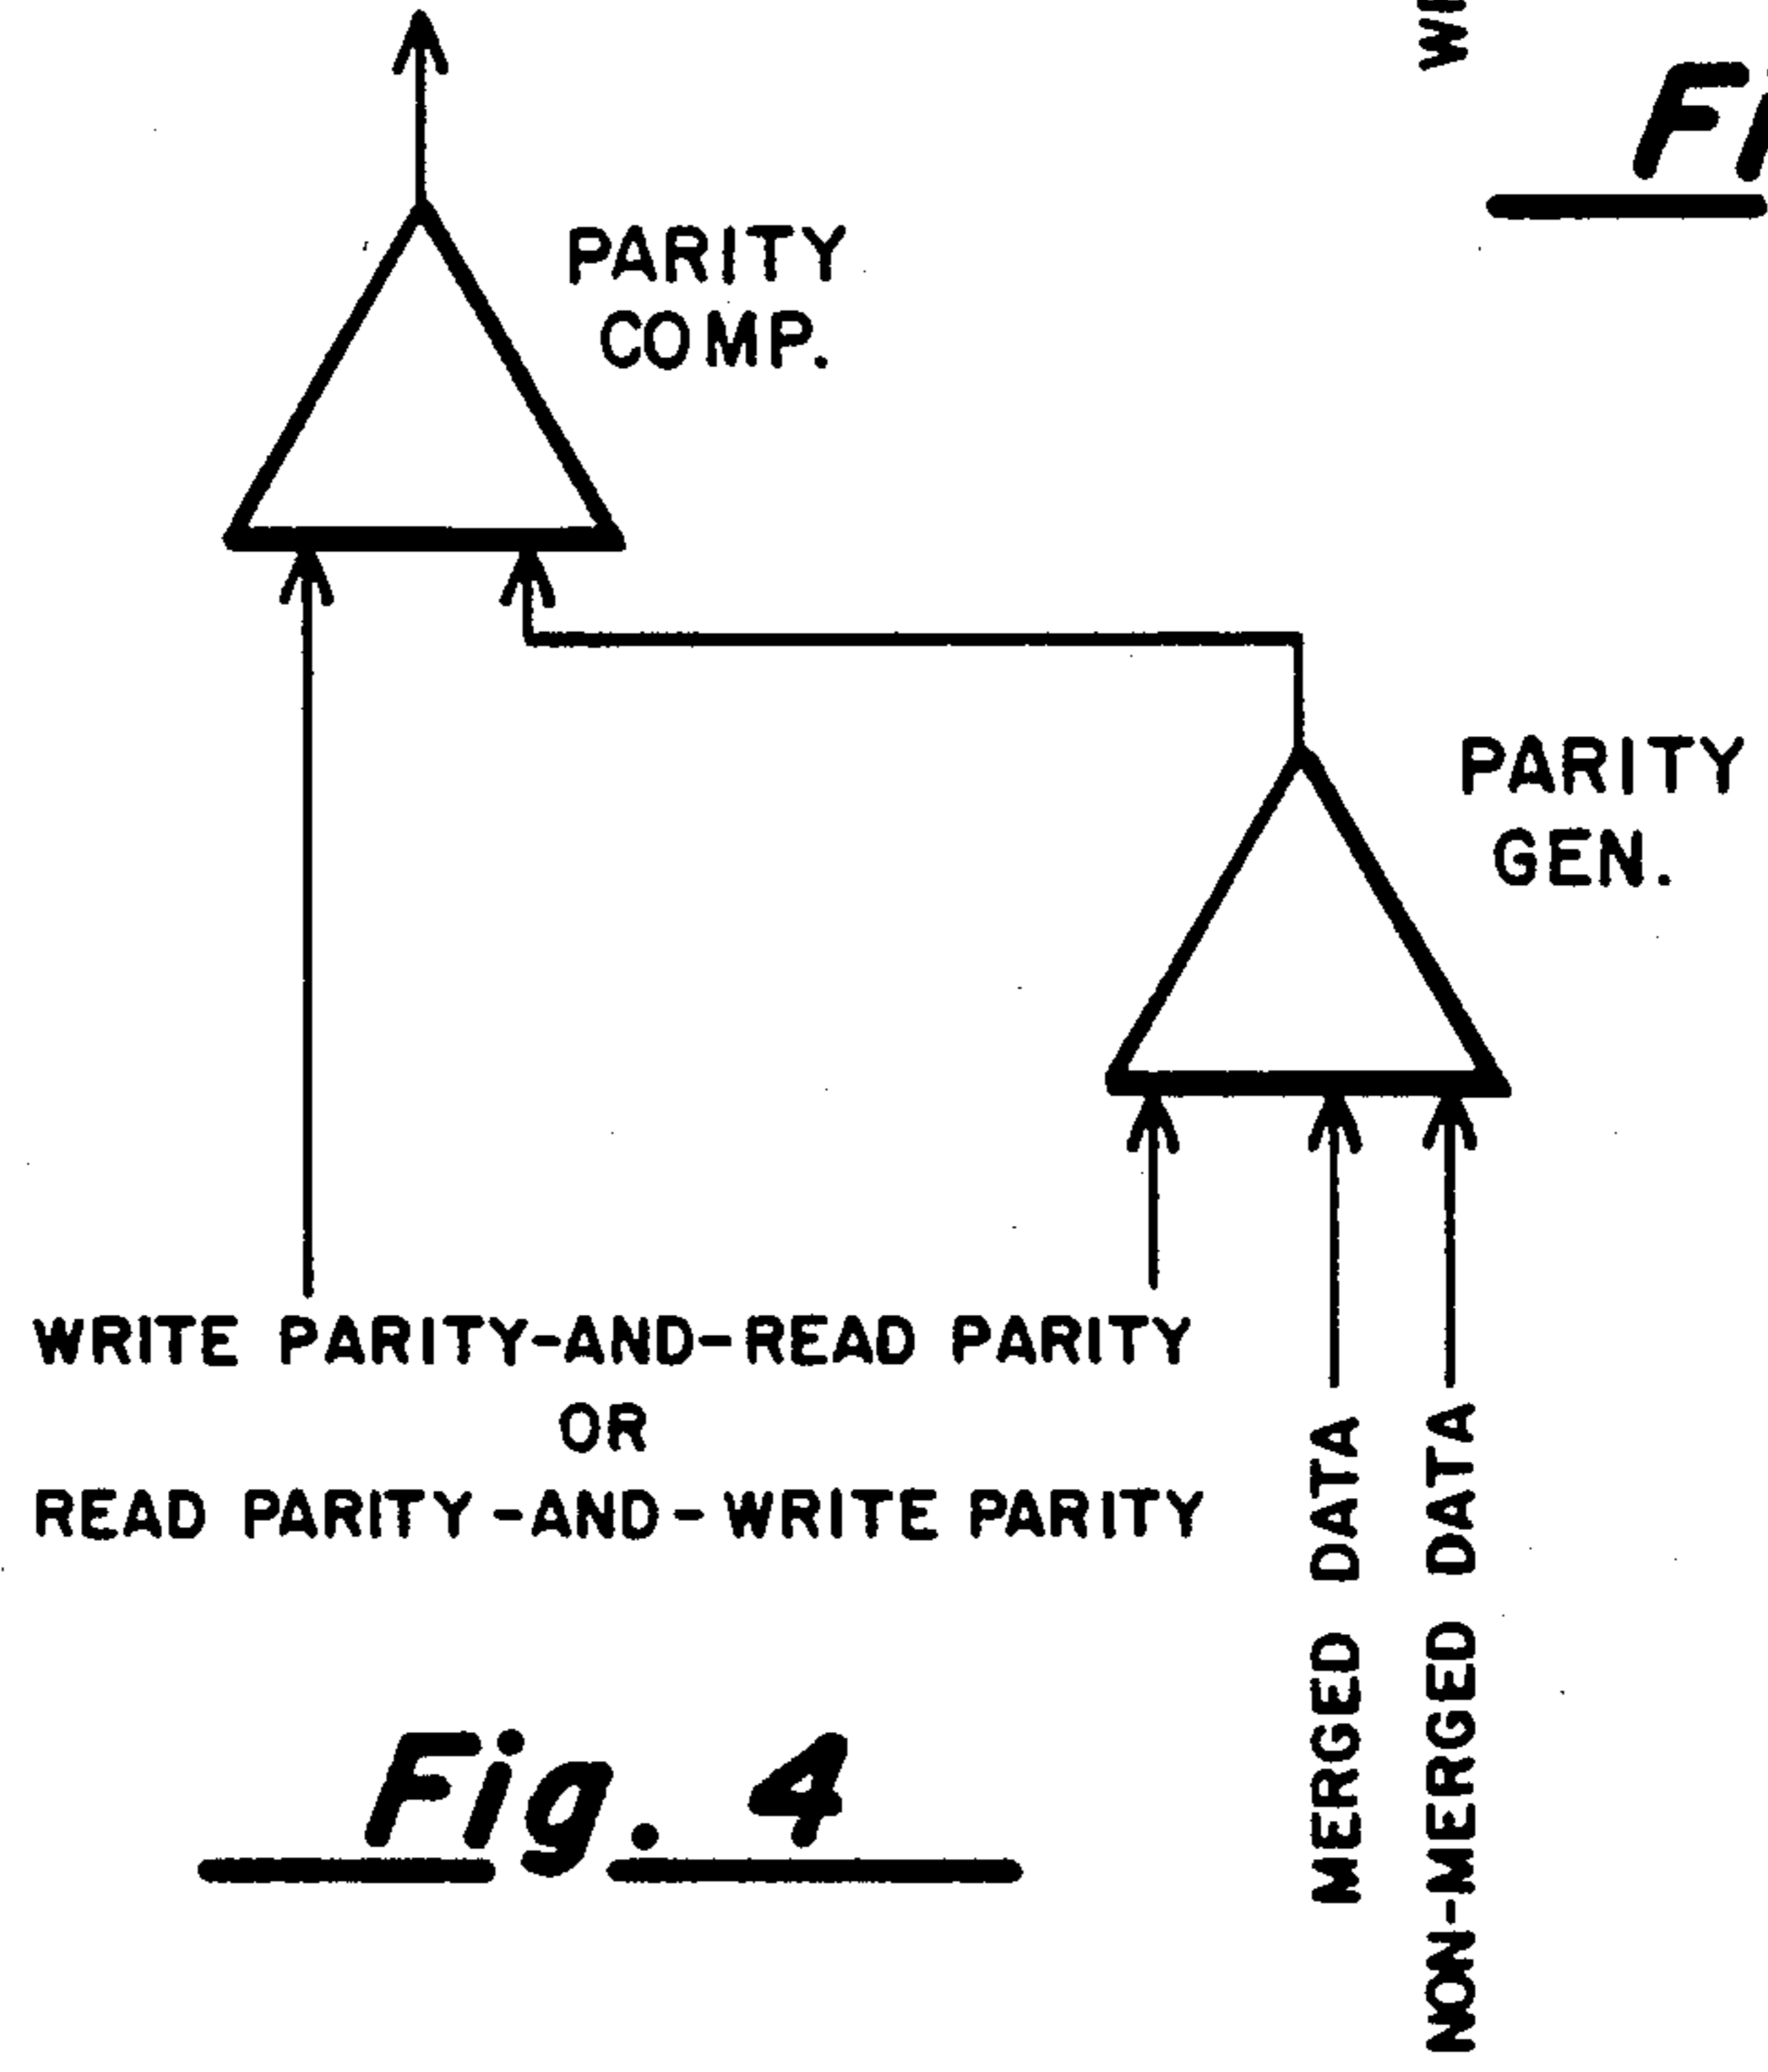 PARITY
COMP.
PARITY
GEN.
WRITE PARITY-AND-READ PARITY
OR
READ PARITY-AND-WRITE PARITY
MERGED DATA
NON-MERGED DATA
Fig. 4